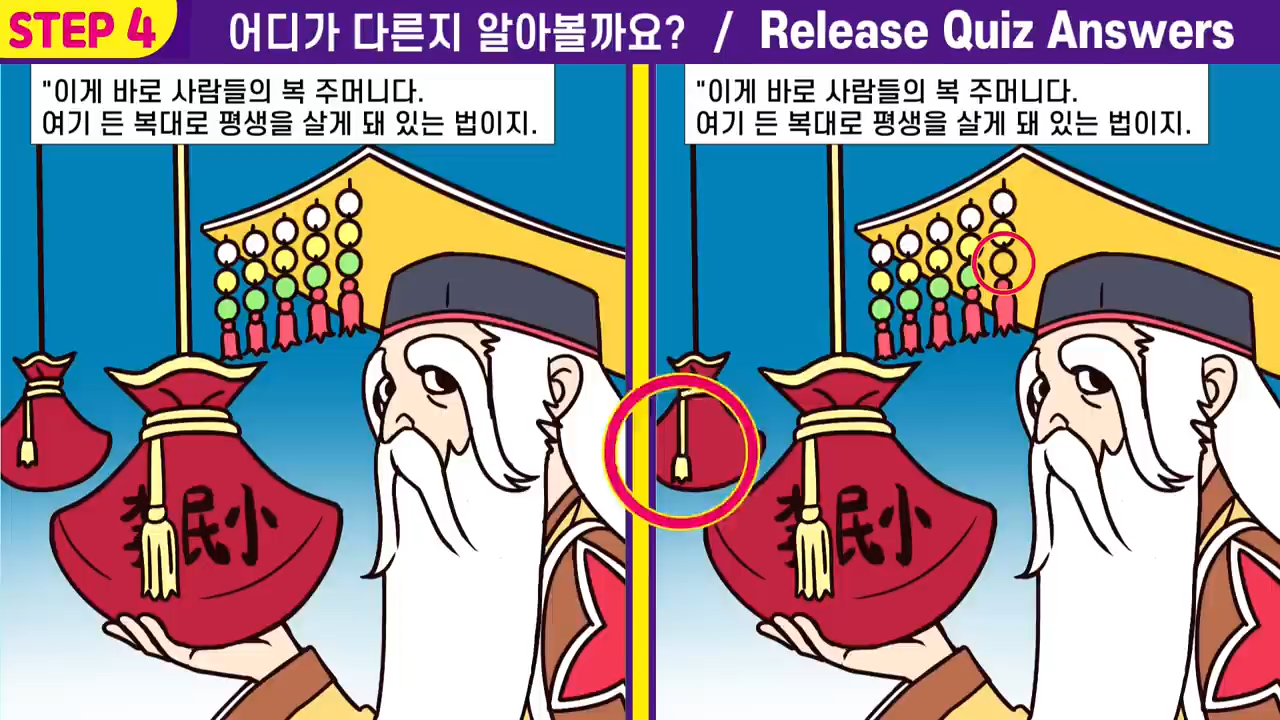 STEP 4
어디가 다른지 알아볼까요? / Release Quiz Answers
"이게 바로 사람들의 복 주머니다.
여기 든 복대로 평생을 살게 돼 있는 법이지.
"이게 바로 사람들의 복 주머니다.
여기 든 복대로 평생을 살게 돼 있는 법이지.
民小
民小